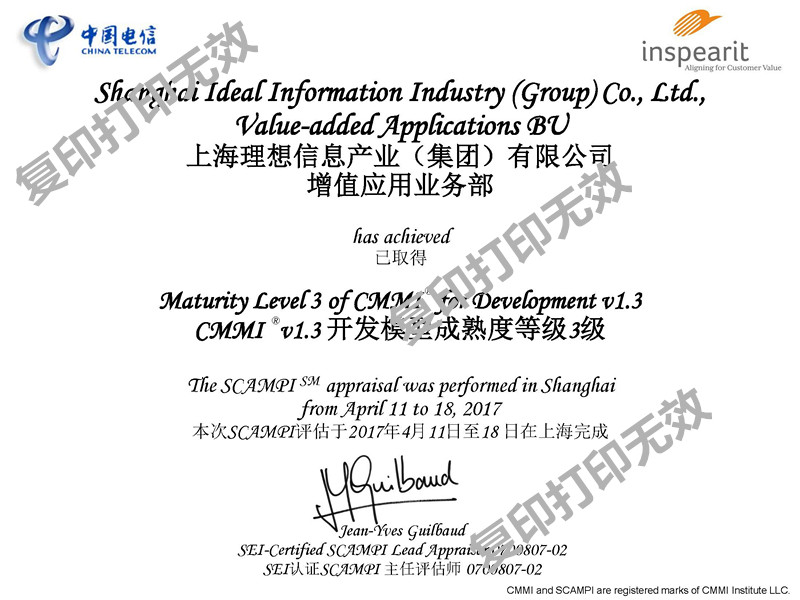 中国电信
CHINA TELECOM
inspearit
Aligning for Customer Value
Shanghai Ideal Information Industry (Group) Co., Ltd.,
Value-added Applications BU
上海理想信息产业（集团）有限公司
增值应用业务部
has achieved
已取得
Maturity Level 3 of CMMI® for Development v1.3
CMMI ® v1.3 开发模型成熟度等级3级
The SCAMPI SM appraisal was performed in Shanghai
from April 11 to 18, 2017
本次SCAMPI评估于2017年4月11日至18日在上海完成
JYGuilbaud
Jean-Yves Guilbaud
SEI-Certified SCAMPI Lead Appraiser 0700807-02
SEI认证SCAMPI 主任评估师 0700807-02
CMMI and SCAMPI are registered marks of CMMI Institute LLC.
复印打印无效
复印打印无效
复印打印无效